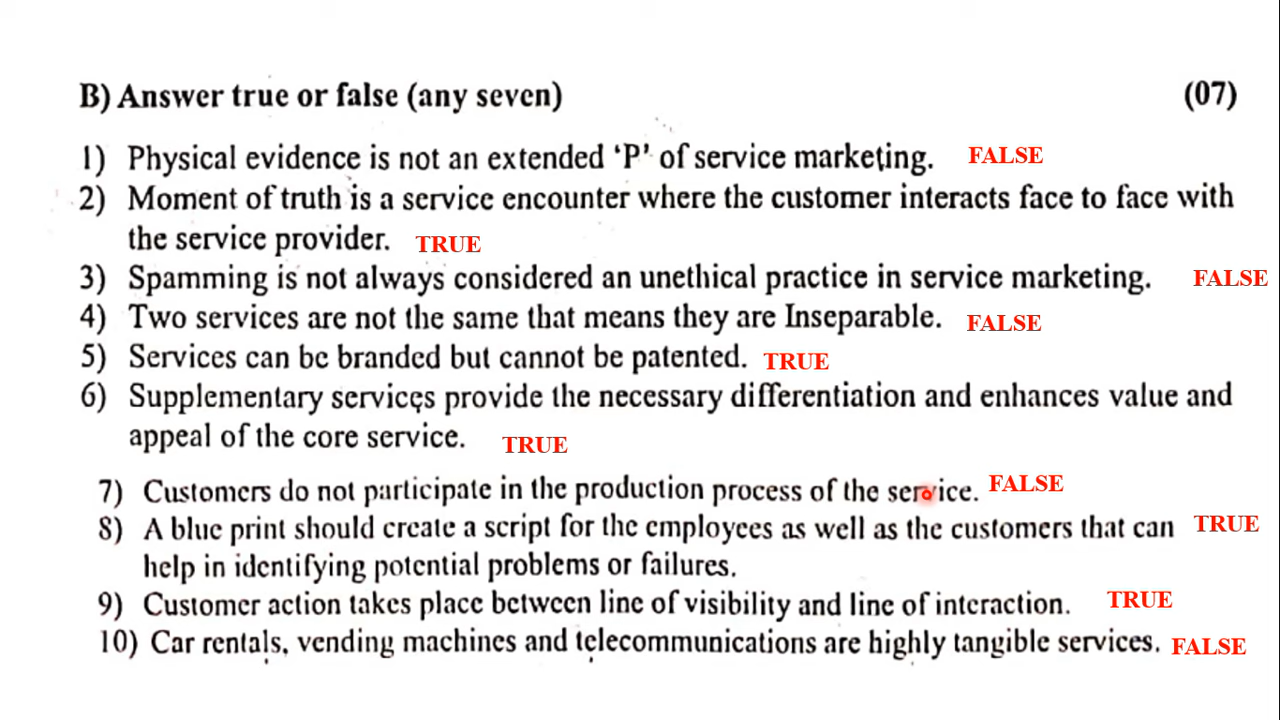 B) Answer true or false (any seven) (07)
1) Physical evidence is not an extended ‘P’ of service marketing. FALSE
2) Moment of truth is a service encounter where the customer interacts face to face with
the service provider. TRUE
3) Spamming is not always considered an unethical practice in service marketing. FALSE
4) Two services are not the same that means they are Inseparable. FALSE
5) Services can be branded but cannot be patented. TRUE
6) Supplementary services provide the necessary differentiation and enhances value and
appeal of the core service. TRUE
7) Customers do not participate in the production process of the service. FALSE
8) A blue print should create a script for the employees as well as the customers that can TRUE
help in identifying potential problems or failures.
9) Customer action takes place between line of visibility and line of interaction. TRUE
10) Car rentals, vending machines and telecommunications are highly tangible services. FALSE